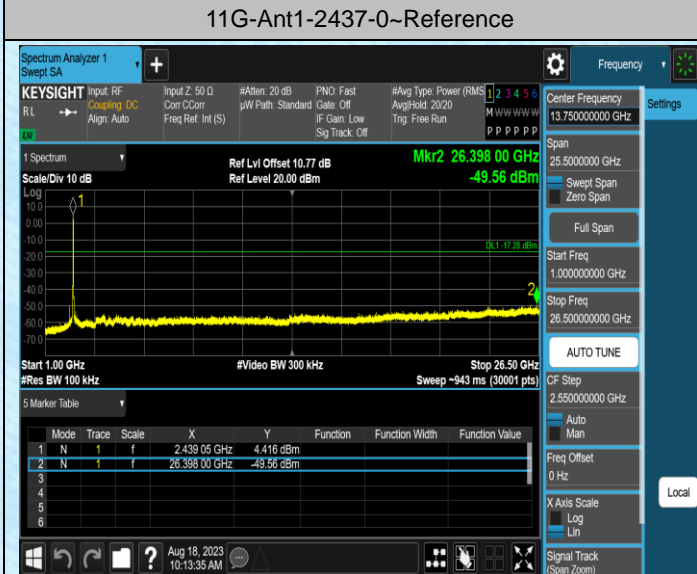 11G-Ant1-2437-0~Reference
Spectrum Analyzer 1
Swept SA
Frequency
KEYSIGHT
RL
Input: RF
Coupling: DC
Align: Auto
Input Z: 50 Ω
Corr CCorr
Freq Ref: Int (S)
#Atten: 20 dB
µW Path: Standard
PNO: Fast
Gate: Off
IF Gain: Low
Sig Track: Off
#Avg Type: Power (RMS
Avg|Hold: 20/20
Trig: Free Run
1 2 3 4 5 6
M W W W W W
P P P P P P
LW
1 Spectrum
Scale/Div 10 dB
Ref Lvl Offset 10.77 dB
Ref Level 20.00 dBm
Mkr2 26.398 00 GHz
-49.56 dBm
Log
10.0
0.00
-10.0
-20.0
-30.0
-40.0
-50.0
-60.0
-70.0
1
DL1 -17.28 dBm
2
Start 1.00 GHz
#Res BW 100 kHz
#Video BW 300 kHz
Stop 26.50 GHz
Sweep ~943 ms (30001 pts)
5 Marker Table
Mode Trace Scale X Y Function Function Width Function Value
1 N 1 f 2.439 05 GHz 4.416 dBm
2 N 1 f 26.398 00 GHz -49.56 dBm
3
4
5
6
Aug 18, 2023
10:13:35 AM
Center Frequency
13.750000000 GHz
Span
25.5000000 GHz
Swept Span
Zero Span
Full Span
Start Freq
1.000000000 GHz
Stop Freq
26.500000000 GHz
AUTO TUNE
CF Step
2.550000000 GHz
Auto
Man
Freq Offset
0 Hz
X Axis Scale
Log
Lin
Signal Track
(Span Zoom)
Settings
Local